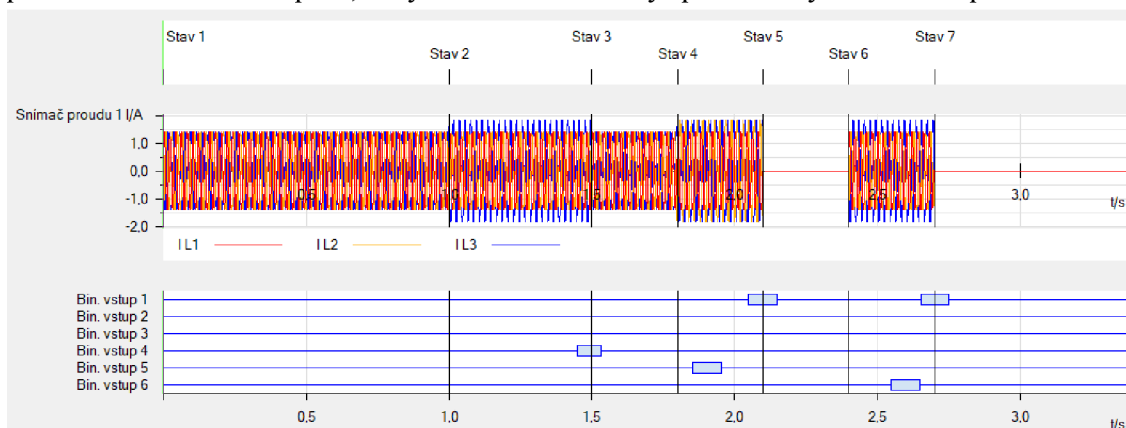 Stav 1 Stav 3 Stav 5 Stav 7
Stav 2 Stav 4 Stav 6
Snímač proudu 1 I/A
1,0
0,0
-1,0
-2,0
0,5 1,0 1,5 2,0 2,5 3,0 t/s
I L1 I L2 I L3
Bin. vstup 1
Bin. vstup 2
Bin. vstup 3
Bin. vstup 4
Bin. vstup 5
Bin. vstup 6
0,5 1,0 1,5 2,0 2,5 3,0 t/s